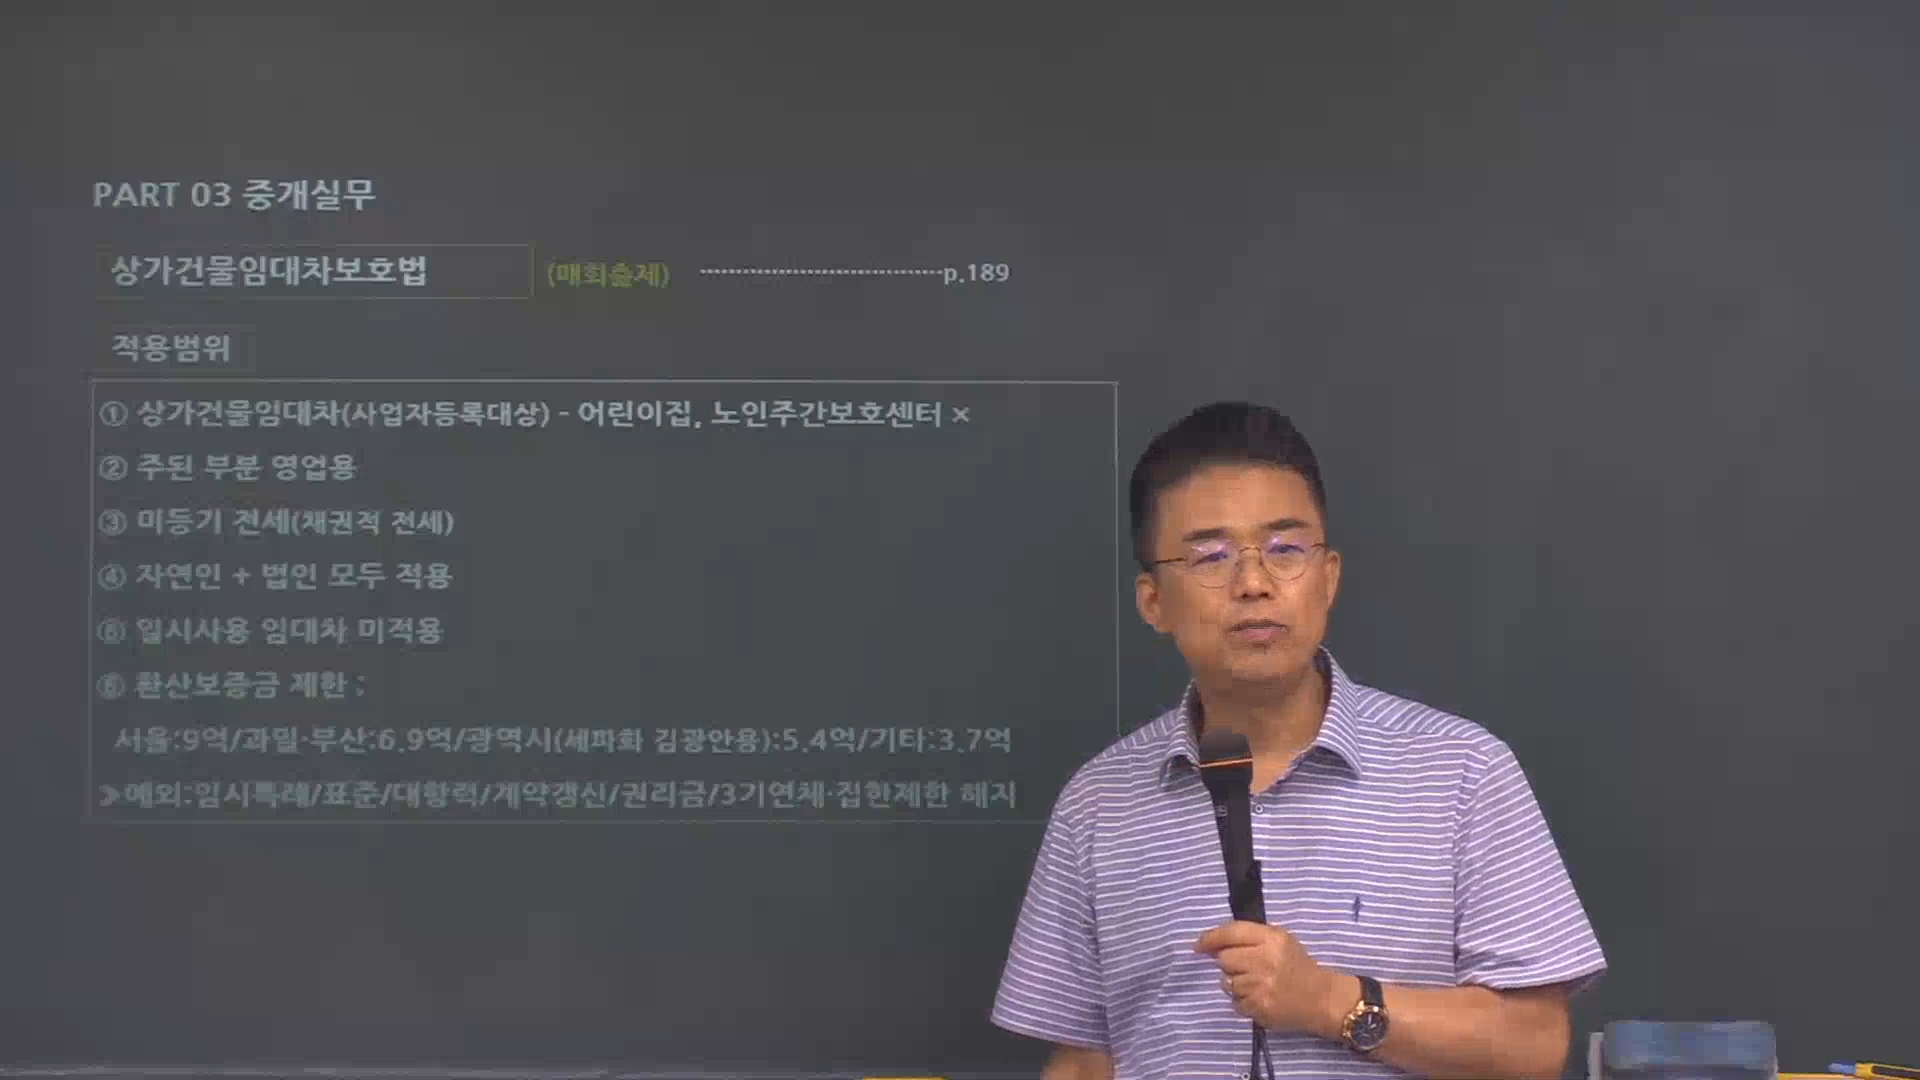 PART 03 중개실무
상가건물임대차보호법 (매회출제) p.189
적용범위
① 상가건물임대차(사업자등록대상) - 어린이집, 노인주간보호센터 ×
② 주된 부분 영업용
③ 미등기 전세(채권적 전세)
④ 자연인 + 법인 모두 적용
⑤ 일시사용 임대차 미적용
⑥ 환산보증금 제한 :
서울:9억/과밀·부산:6.9억/광역시(세파화 김광안용):5.4억/기타:3.7억
➢예외:임시특례/표준/대항력/계약갱신/권리금/3기연체·집한제한 해지